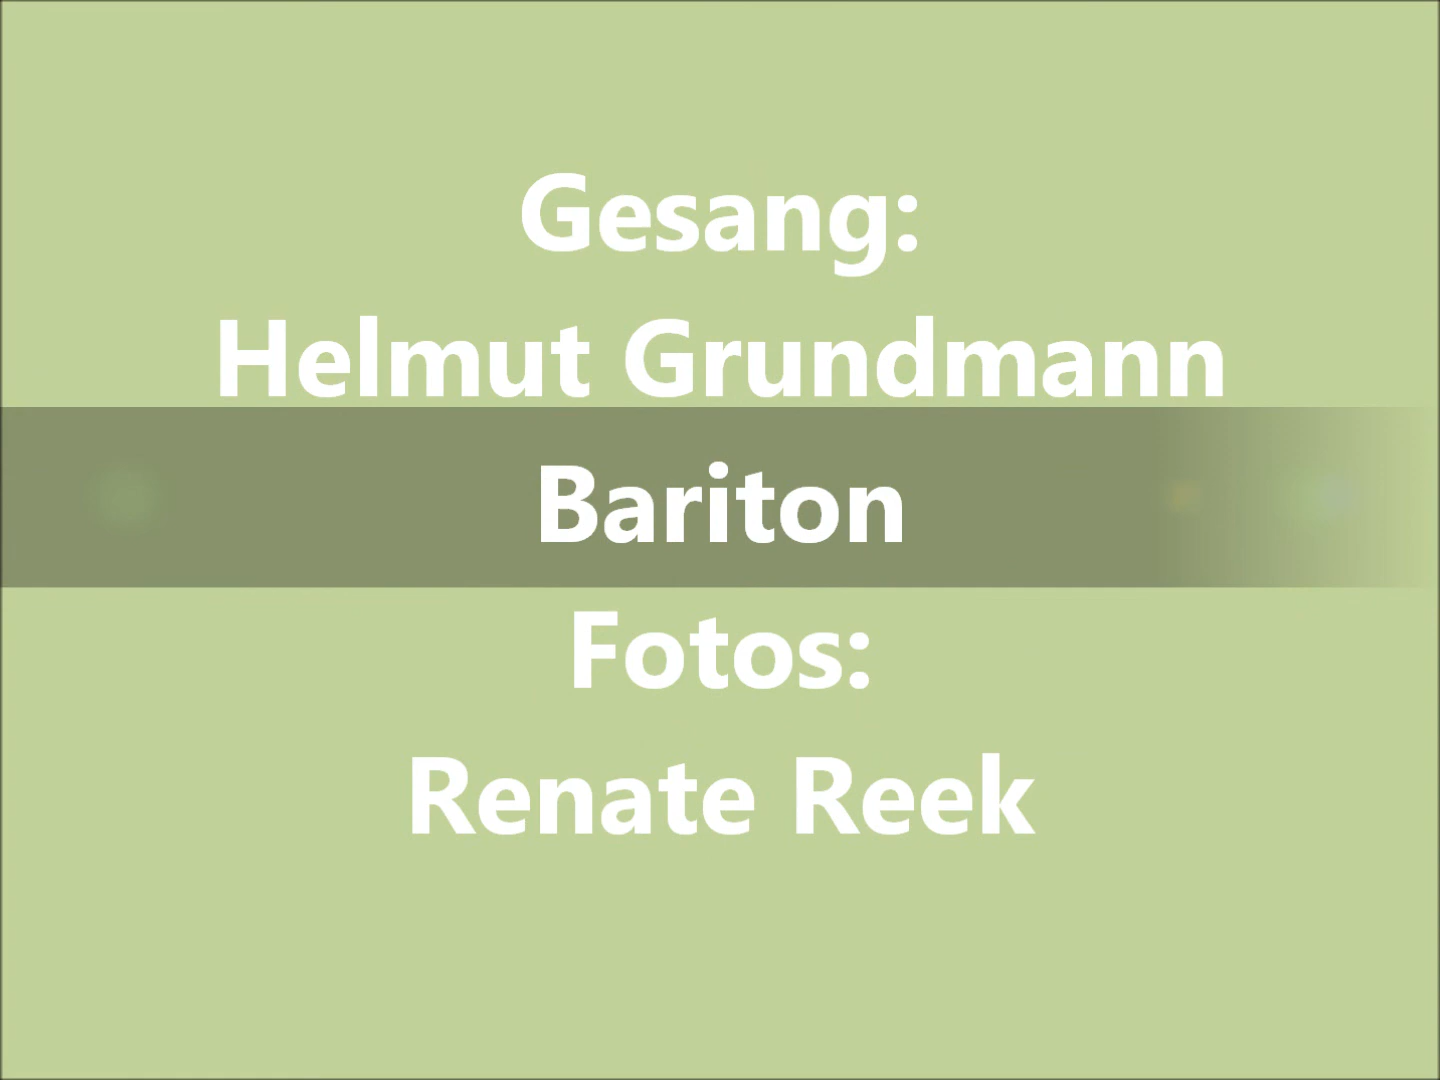 Gesang:
Helmut Grundmann
Bariton
Fotos:
Renate Reek